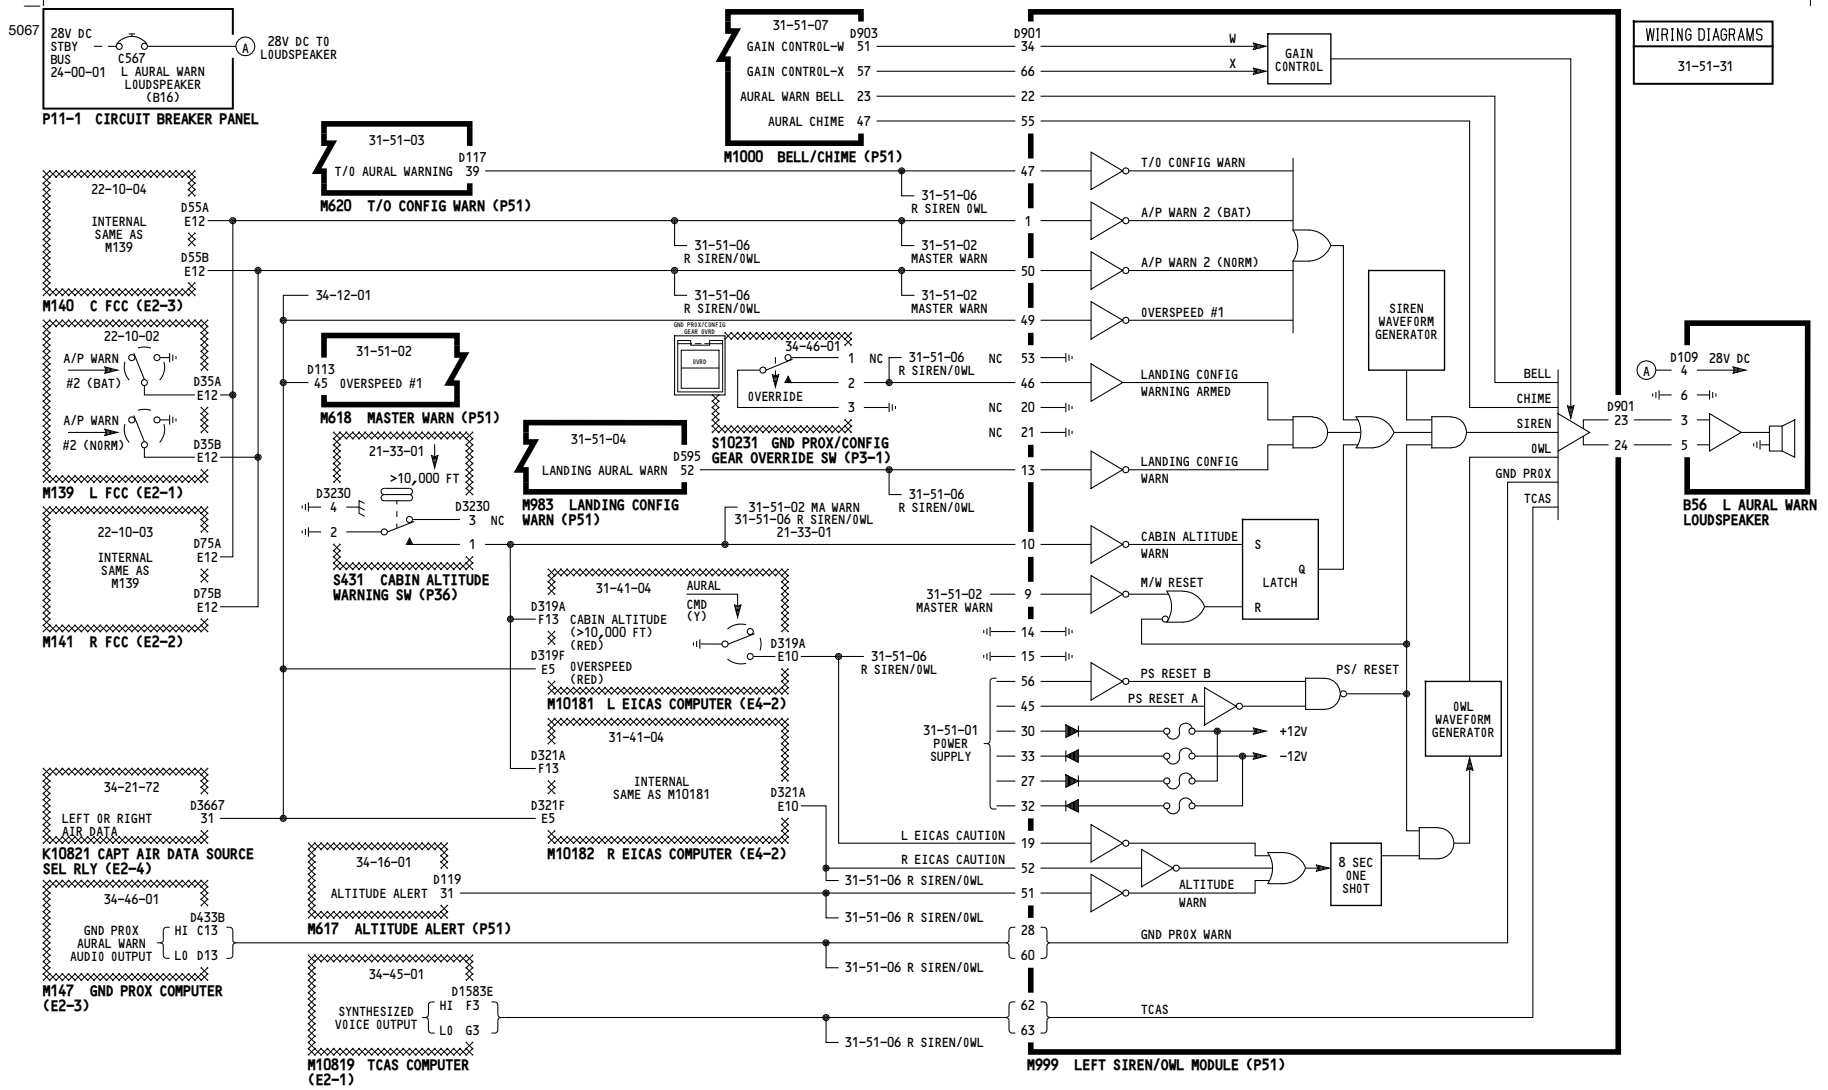 5067
28V DC
STBY
BUS
24-00-01
C567
L AURAL WARN
LOUDSPEAKER
(B16)
A
28V DC TO
LOUDSPEAKER
P11-1 CIRCUIT BREAKER PANEL
31-51-07
D903
GAIN CONTROL-W 51
GAIN CONTROL-X 57
AURAL WARN BELL 23
AURAL CHIME 47
M1000 BELL/CHIME (P51)
D901
34
66
22
55
W
X
GAIN
CONTROL
WIRING DIAGRAMS
31-51-31
31-51-03
D117
T/O AURAL WARNING 39
M620 T/O CONFIG WARN (P51)
31-51-06
R SIREN OWL
47
T/O CONFIG WARN
22-10-04
INTERNAL
SAME AS
M139
D55A
E12
D55B
E12
M140 C FCC (E2-3)
31-51-06
R SIREN/OWL
31-51-02
MASTER WARN
1
A/P WARN 2 (BAT)
31-51-06
R SIREN/OWL
31-51-02
MASTER WARN
50
A/P WARN 2 (NORM)
34-12-01
49
OVERSPEED #1
22-10-02
A/P WARN
#2 (BAT)
D35A
E12
A/P WARN
#2 (NORM)
D35B
E12
M139 L FCC (E2-1)
31-51-02
D113
45 OVERSPEED #1
M618 MASTER WARN (P51)
GND PROX/CONFIG
GEAR OVRD
OVRD
34-46-01
1 NC
2
3
OVERRIDE
S10231 GND PROX/CONFIG
GEAR OVERRIDE SW (P3-1)
31-51-06
R SIREN/OWL
NC 53
46
NC 20
NC 21
LANDING CONFIG
WARNING ARMED
SIREN
WAVEFORM
GENERATOR
31-51-04
D595
LANDING AURAL WARN 52
M983 LANDING CONFIG
WARN (P51)
31-51-06
R SIREN/OWL
13
LANDING CONFIG
WARN
21-33-01
>10,000 FT
D3230
4
2
D3230
3 NC
1
S431 CABIN ALTITUDE
WARNING SW (P36)
31-51-02 MA WARN
31-51-06 R SIREN/OWL
21-33-01
10
CABIN ALTITUDE
WARN
S
Q
LATCH
R
22-10-03
INTERNAL
SAME AS
M139
D75A
E12
D75B
E12
M141 R FCC (E2-2)
31-41-04
AURAL
CMD
(Y)
D319A
F13 CABIN ALTITUDE
(>10,000 FT)
(RED)
D319F
E5 OVERSPEED
(RED)
D319A
E10
M10181 L EICAS COMPUTER (E4-2)
31-51-06
R SIREN/OWL
31-51-02
MASTER WARN
9
M/W RESET
14
15
56
PS RESET B
45
PS RESET A
PS/ RESET
31-51-01
POWER
SUPPLY
30
33
27
32
+12V
-12V
OWL
WAVEFORM
GENERATOR
31-41-04
D321A
F13
INTERNAL
SAME AS M10181
D321A
E10
D321F
E5
M10182 R EICAS COMPUTER (E4-2)
34-21-72
D3667
31
LEFT OR RIGHT
AIR DATA
K10821 CAPT AIR DATA SOURCE
SEL RLY (E2-4)
L EICAS CAUTION 19
R EICAS CAUTION 52
31-51-06 R SIREN/OWL
51
ALTITUDE
WARN
8 SEC
ONE
SHOT
34-16-01
D119
ALTITUDE ALERT 31
M617 ALTITUDE ALERT (P51)
31-51-06 R SIREN/OWL
34-46-01
D433B
GND PROX
AURAL WARN
AUDIO OUTPUT
HI C13
LO D13
M147 GND PROX COMPUTER
(E2-3)
28
60
GND PROX WARN
31-51-06 R SIREN/OWL
34-45-01
D1583E
SYNTHESIZED
VOICE OUTPUT
HI F3
LO G3
M10819 TCAS COMPUTER
(E2-1)
62
63
TCAS
31-51-06 R SIREN/OWL
M999 LEFT SIREN/OWL MODULE (P51)
BELL
CHIME
SIREN
OWL
GND PROX
TCAS
D901
23
24
A
D109
4
28V DC
6
3
5
B56 L AURAL WARN
LOUDSPEAKER